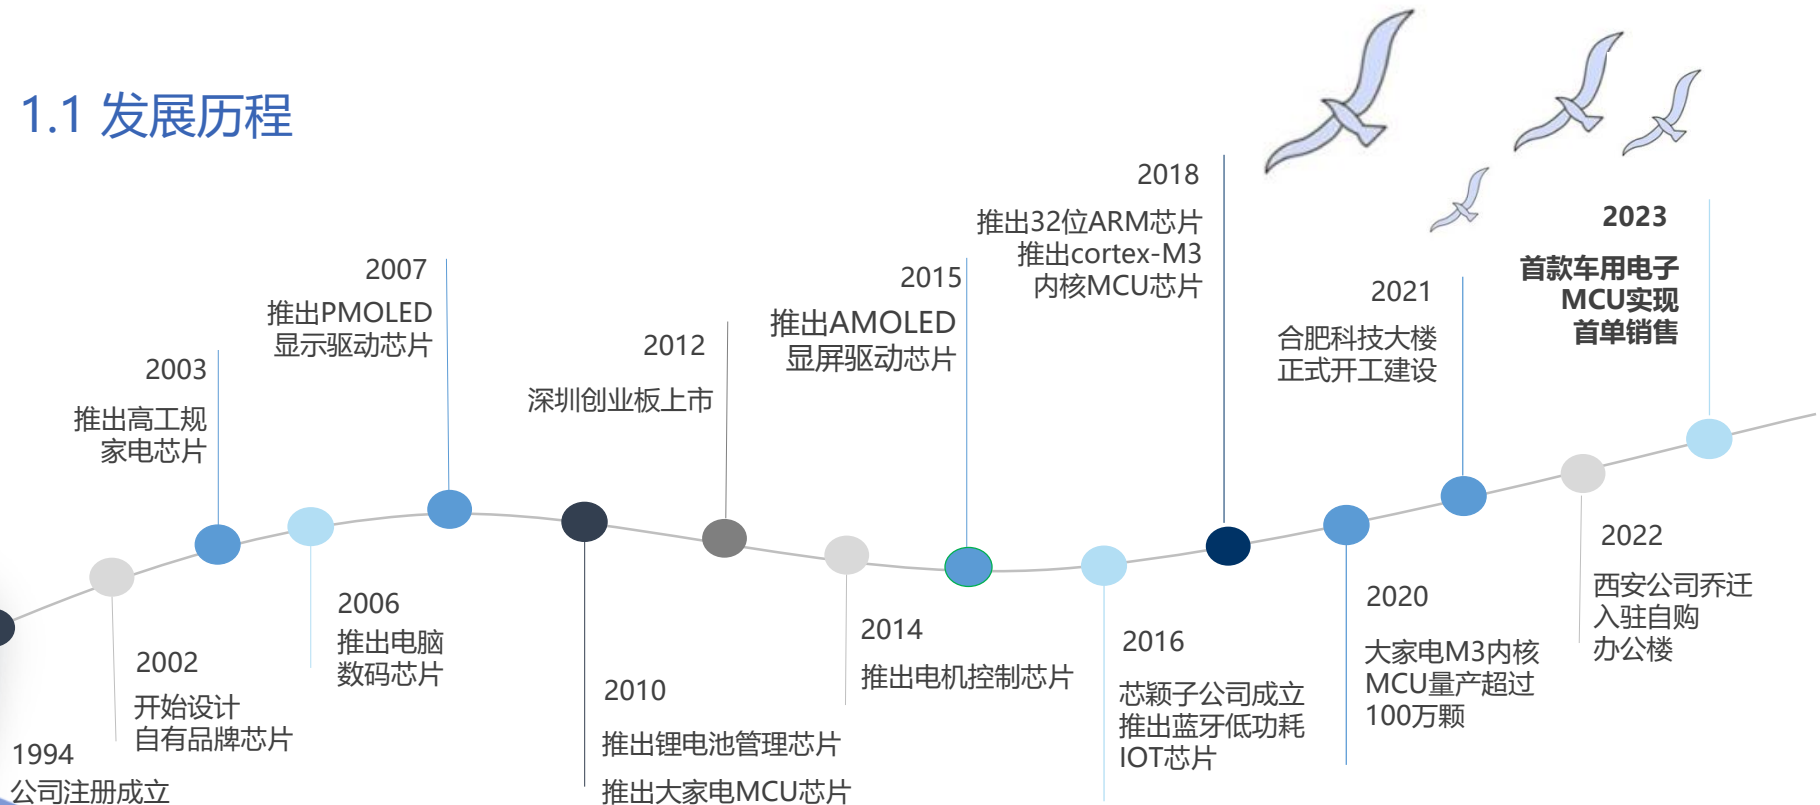 1.1 发展历程
1994
公司注册成立
2002
开始设计
自有品牌芯片
2003
推出高工规
家电芯片
2006
推出电脑
数码芯片
2007
推出PMOLED
显示驱动芯片
2010
推出锂电池管理芯片
推出大家电MCU芯片
2012
深圳创业板上市
2014
推出电机控制芯片
2015
推出AMOLED
显屏驱动芯片
2016
芯颖子公司成立
推出蓝牙低功耗
IOT芯片
2018
推出32位ARM芯片
推出cortex-M3
内核MCU芯片
2020
大家电M3内核
MCU量产超过
100万颗
2021
合肥科技大楼
正式开工建设
2022
西安公司乔迁
入驻自购
办公楼
2023
首款车用电子
MCU实现
首单销售